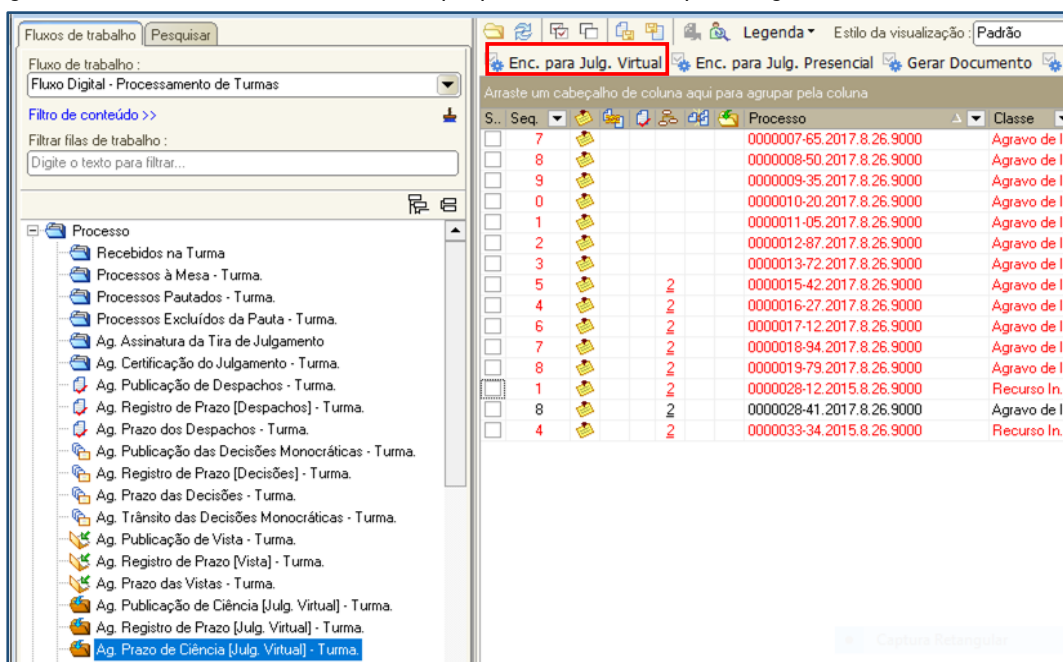 Fluxos de trabalho Pesquisar
Fluxo de trabalho :
Fluxo Digital - Processamento de Turmas
Filtro de conteúdo >>
Filtrar filas de trabalho :
Digite o texto para filtrar...
Processo
Recebidos na Turma
Processos à Mesa - Turma.
Processos Pautados - Turma.
Processos Excluídos da Pauta - Turma.
Ag. Assinatura da Tira de Julgamento
Ag. Certificação do Julgamento - Turma.
Ag. Publicação de Despachos - Turma.
Ag. Registro de Prazo [Despachos] - Turma.
Ag. Prazo dos Despachos - Turma.
Ag. Publicação das Decisões Monocráticas - Turma.
Ag. Registro de Prazo [Decisões] - Turma.
Ag. Prazo das Decisões - Turma.
Ag. Trânsito das Decisões Monocráticas - Turma.
Ag. Publicação de Vista - Turma.
Ag. Registro de Prazo [Vista] - Turma.
Ag. Prazo das Vistas - Turma.
Ag. Publicação de Ciência [Julg. Virtual] - Turma.
Ag. Registro de Prazo [Julg. Virtual] - Turma.
Ag. Prazo de Ciência [Julg. Virtual] - Turma.
Legenda Estilo da visualização : Padrão
Enc. para Julg. Virtual Enc. para Julg. Presencial Gerar Documento
Arraste um cabeçalho de coluna aqui para agrupar pela coluna
S.. Seq. Processo Classe
7 0000007-65.2017.8.26.9000 Agravo de I
8 0000008-50.2017.8.26.9000 Agravo de I
9 0000009-35.2017.8.26.9000 Agravo de I
0 0000010-20.2017.8.26.9000 Agravo de I
1 0000011-05.2017.8.26.9000 Agravo de I
2 0000012-87.2017.8.26.9000 Agravo de I
3 0000013-72.2017.8.26.9000 Agravo de I
5 2 0000015-42.2017.8.26.9000 Agravo de I
4 2 0000016-27.2017.8.26.9000 Agravo de I
6 2 0000017-12.2017.8.26.9000 Agravo de I
7 2 0000018-94.2017.8.26.9000 Agravo de I
8 2 0000019-79.2017.8.26.9000 Agravo de I
1 2 0000028-12.2015.8.26.9000 Recurso In.
8 2 0000028-41.2017.8.26.9000 Agravo de I
4 2 0000033-34.2015.8.26.9000 Recurso In.
Captura Retangular